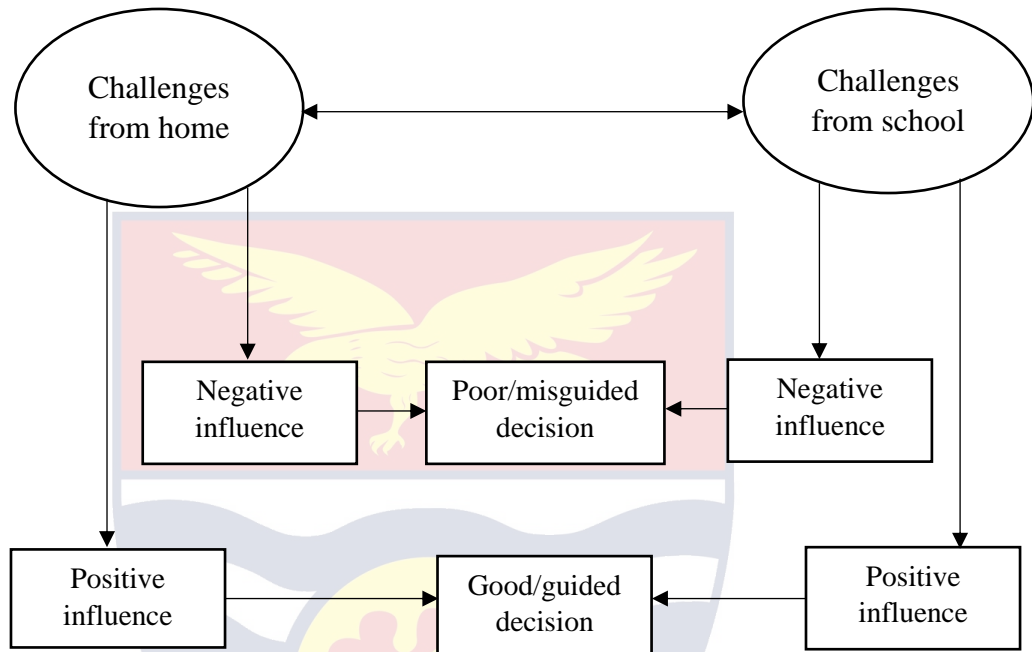 Challenges
from home
Challenges
from school
Negative
influence
Poor/misguided
decision
Negative
influence
Positive
influence
Good/guided
decision
Positive
influence